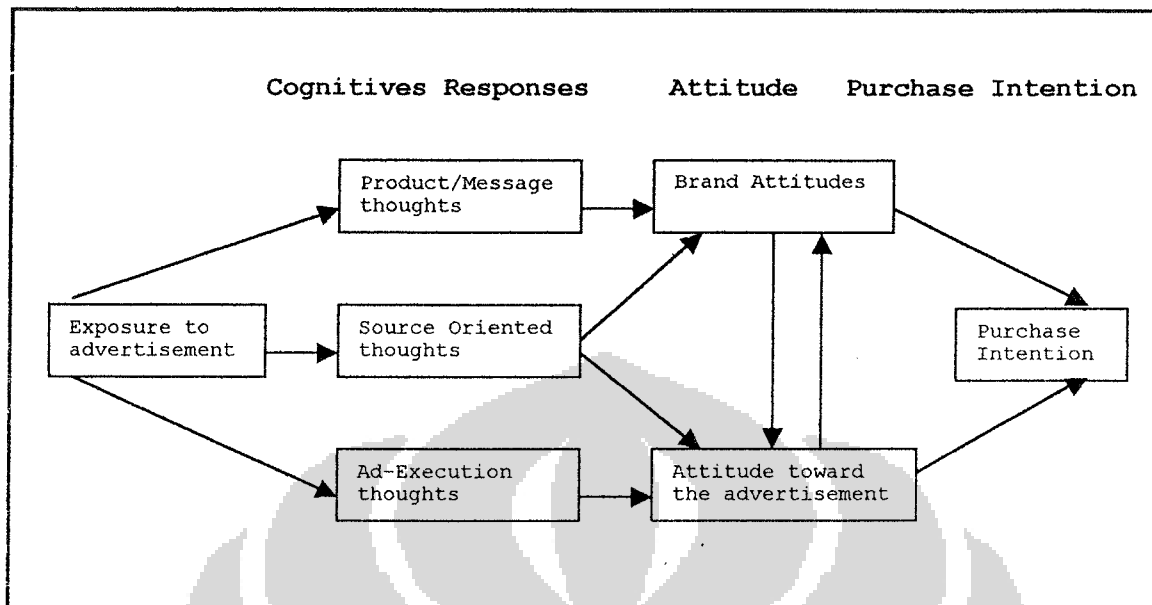 Cognitives Responses Attitude Purchase Intention
Product/Message
thoughts
Brand Attitudes
Exposure to
advertisement
Source Oriented
thoughts
Purchase
Intention
Ad-Execution
thoughts
Attitude toward
the advertisement